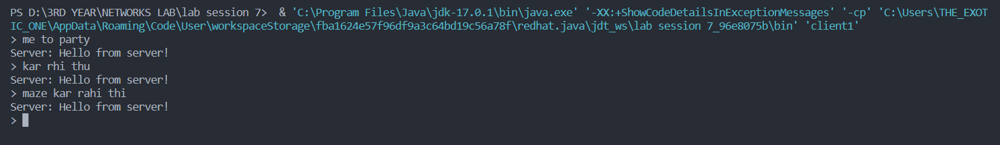 PS D:\3RD YEAR\NETWORKS LAB\lab session 7>  & 'C:\Program Files\Java\jdk-17.0.1\bin\java.exe' '-XX:+ShowCodeDetailsInExceptionMessages' '-cp' 'C:\Users\THE_EXOT
IC_ONE\AppData\Roaming\Code\User\workspaceStorage\fba1624e57f96df9a3c64bd19c56a78f\redhat.java\jdt_ws\lab session 7_96e8075b\bin' 'client1'
> me to party
Server: Hello from server!
> kar rhi thu
Server: Hello from server!
> maze kar rahi thi
Server: Hello from server!
>